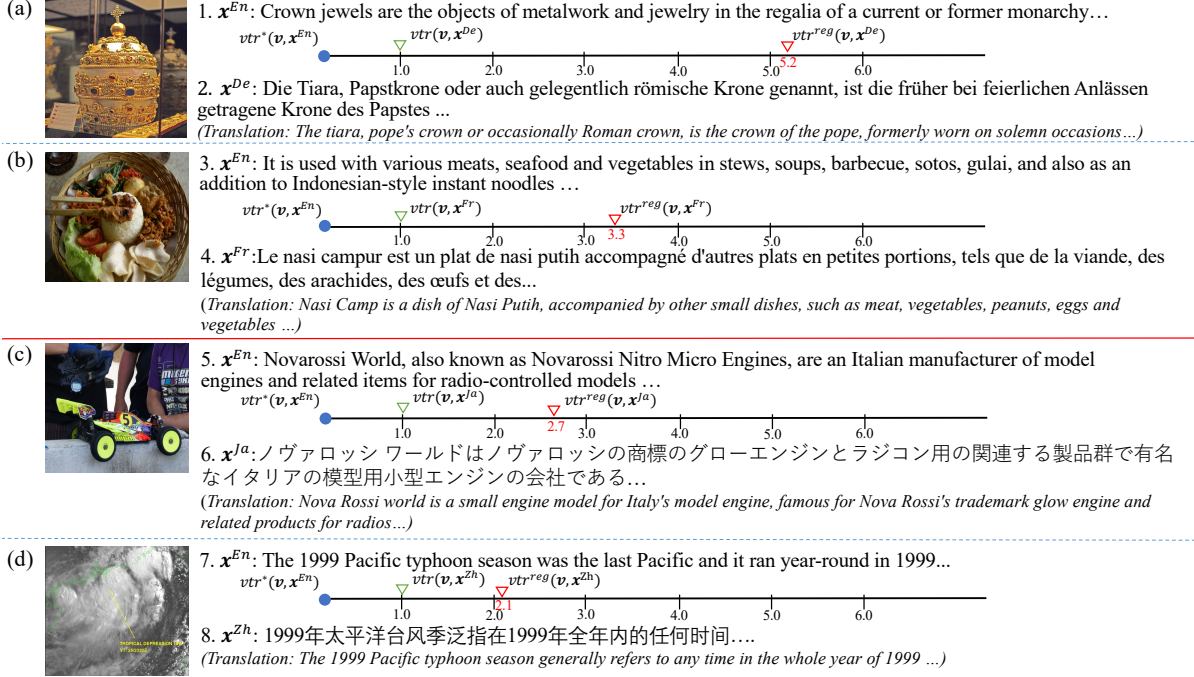 (a)
1. x^En: Crown jewels are the objects of metalwork and jewelry in the regalia of a current or former monarchy…
vtr*(v, x^En) vtr(v, x^De) vtr^reg(v, x^De)
5.2
1.0 2.0 3.0 4.0 5.0 6.0
2. x^De: Die Tiara, Papstkrone oder auch gelegentlich römische Krone genannt, ist die früher bei feierlichen Anlässen
getragene Krone des Papstes ...
(Translation: The tiara, pope's crown or occasionally Roman crown, is the crown of the pope, formerly worn on solemn occasions…)
(b)
3. x^En: It is used with various meats, seafood and vegetables in stews, soups, barbecue, sotos, gulai, and also as an
addition to Indonesian-style instant noodles …
vtr*(v, x^En) vtr(v, x^Fr) vtr^reg(v, x^Fr)
3.3
1.0 2.0 3.0 4.0 5.0 6.0
4. x^Fr:Le nasi campur est un plat de nasi putih accompagné d'autres plats en petites portions, tels que de la viande, des
légumes, des arachides, des œufs et des...
(Translation: Nasi Camp is a dish of Nasi Putih, accompanied by other small dishes, such as meat, vegetables, peanuts, eggs and
vegetables …)
(c)
5. x^En: Novarossi World, also known as Novarossi Nitro Micro Engines, are an Italian manufacturer of model
engines and related items for radio-controlled models …
vtr*(v, x^En) vtr(v, x^Ja) vtr^reg(v, x^Ja)
2.7
1.0 2.0 3.0 4.0 5.0 6.0
6. x^Ja:ノヴァロッシ ワールドはノヴァロッシの商標のグローエンジンとラジコン用の関連する製品群で有名
なイタリアの模型用小型エンジンの会社である…
(Translation: Nova Rossi world is a small engine model for Italy's model engine, famous for Nova Rossi's trademark glow engine and
related products for radios…)
5
(d)
7. x^En: The 1999 Pacific typhoon season was the last Pacific and it ran year-round in 1999...
vtr*(v, x^En) vtr(v, x^Zh) vtr^reg(v, x^Zh)
2.1
1.0 2.0 3.0 4.0 5.0 6.0
8. x^Zh: 1999年太平洋台风季泛指在1999年全年内的任何时间….
(Translation: The 1999 Pacific typhoon season generally refers to any time in the whole year of 1999 …)
TROPICAL DEPRESSION